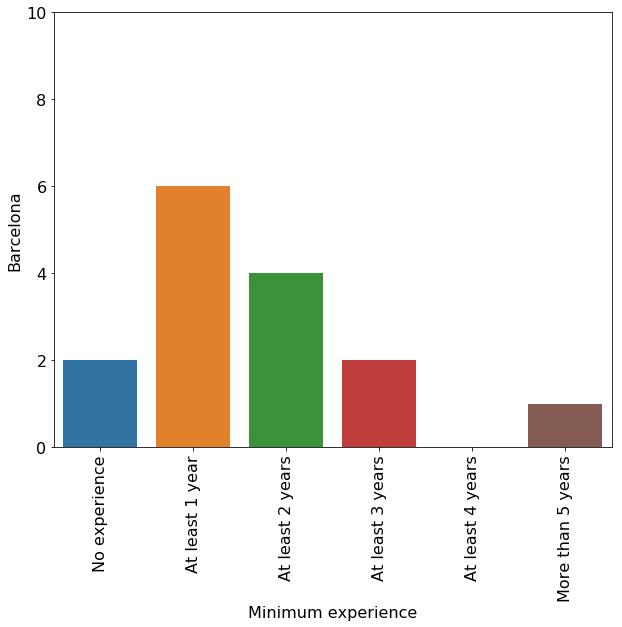 10
8
6
4
2
0
Barcelona
No experience
At least 1 year
At least 2 years
At least 3 years
At least 4 years
More than 5 years
Minimum experience